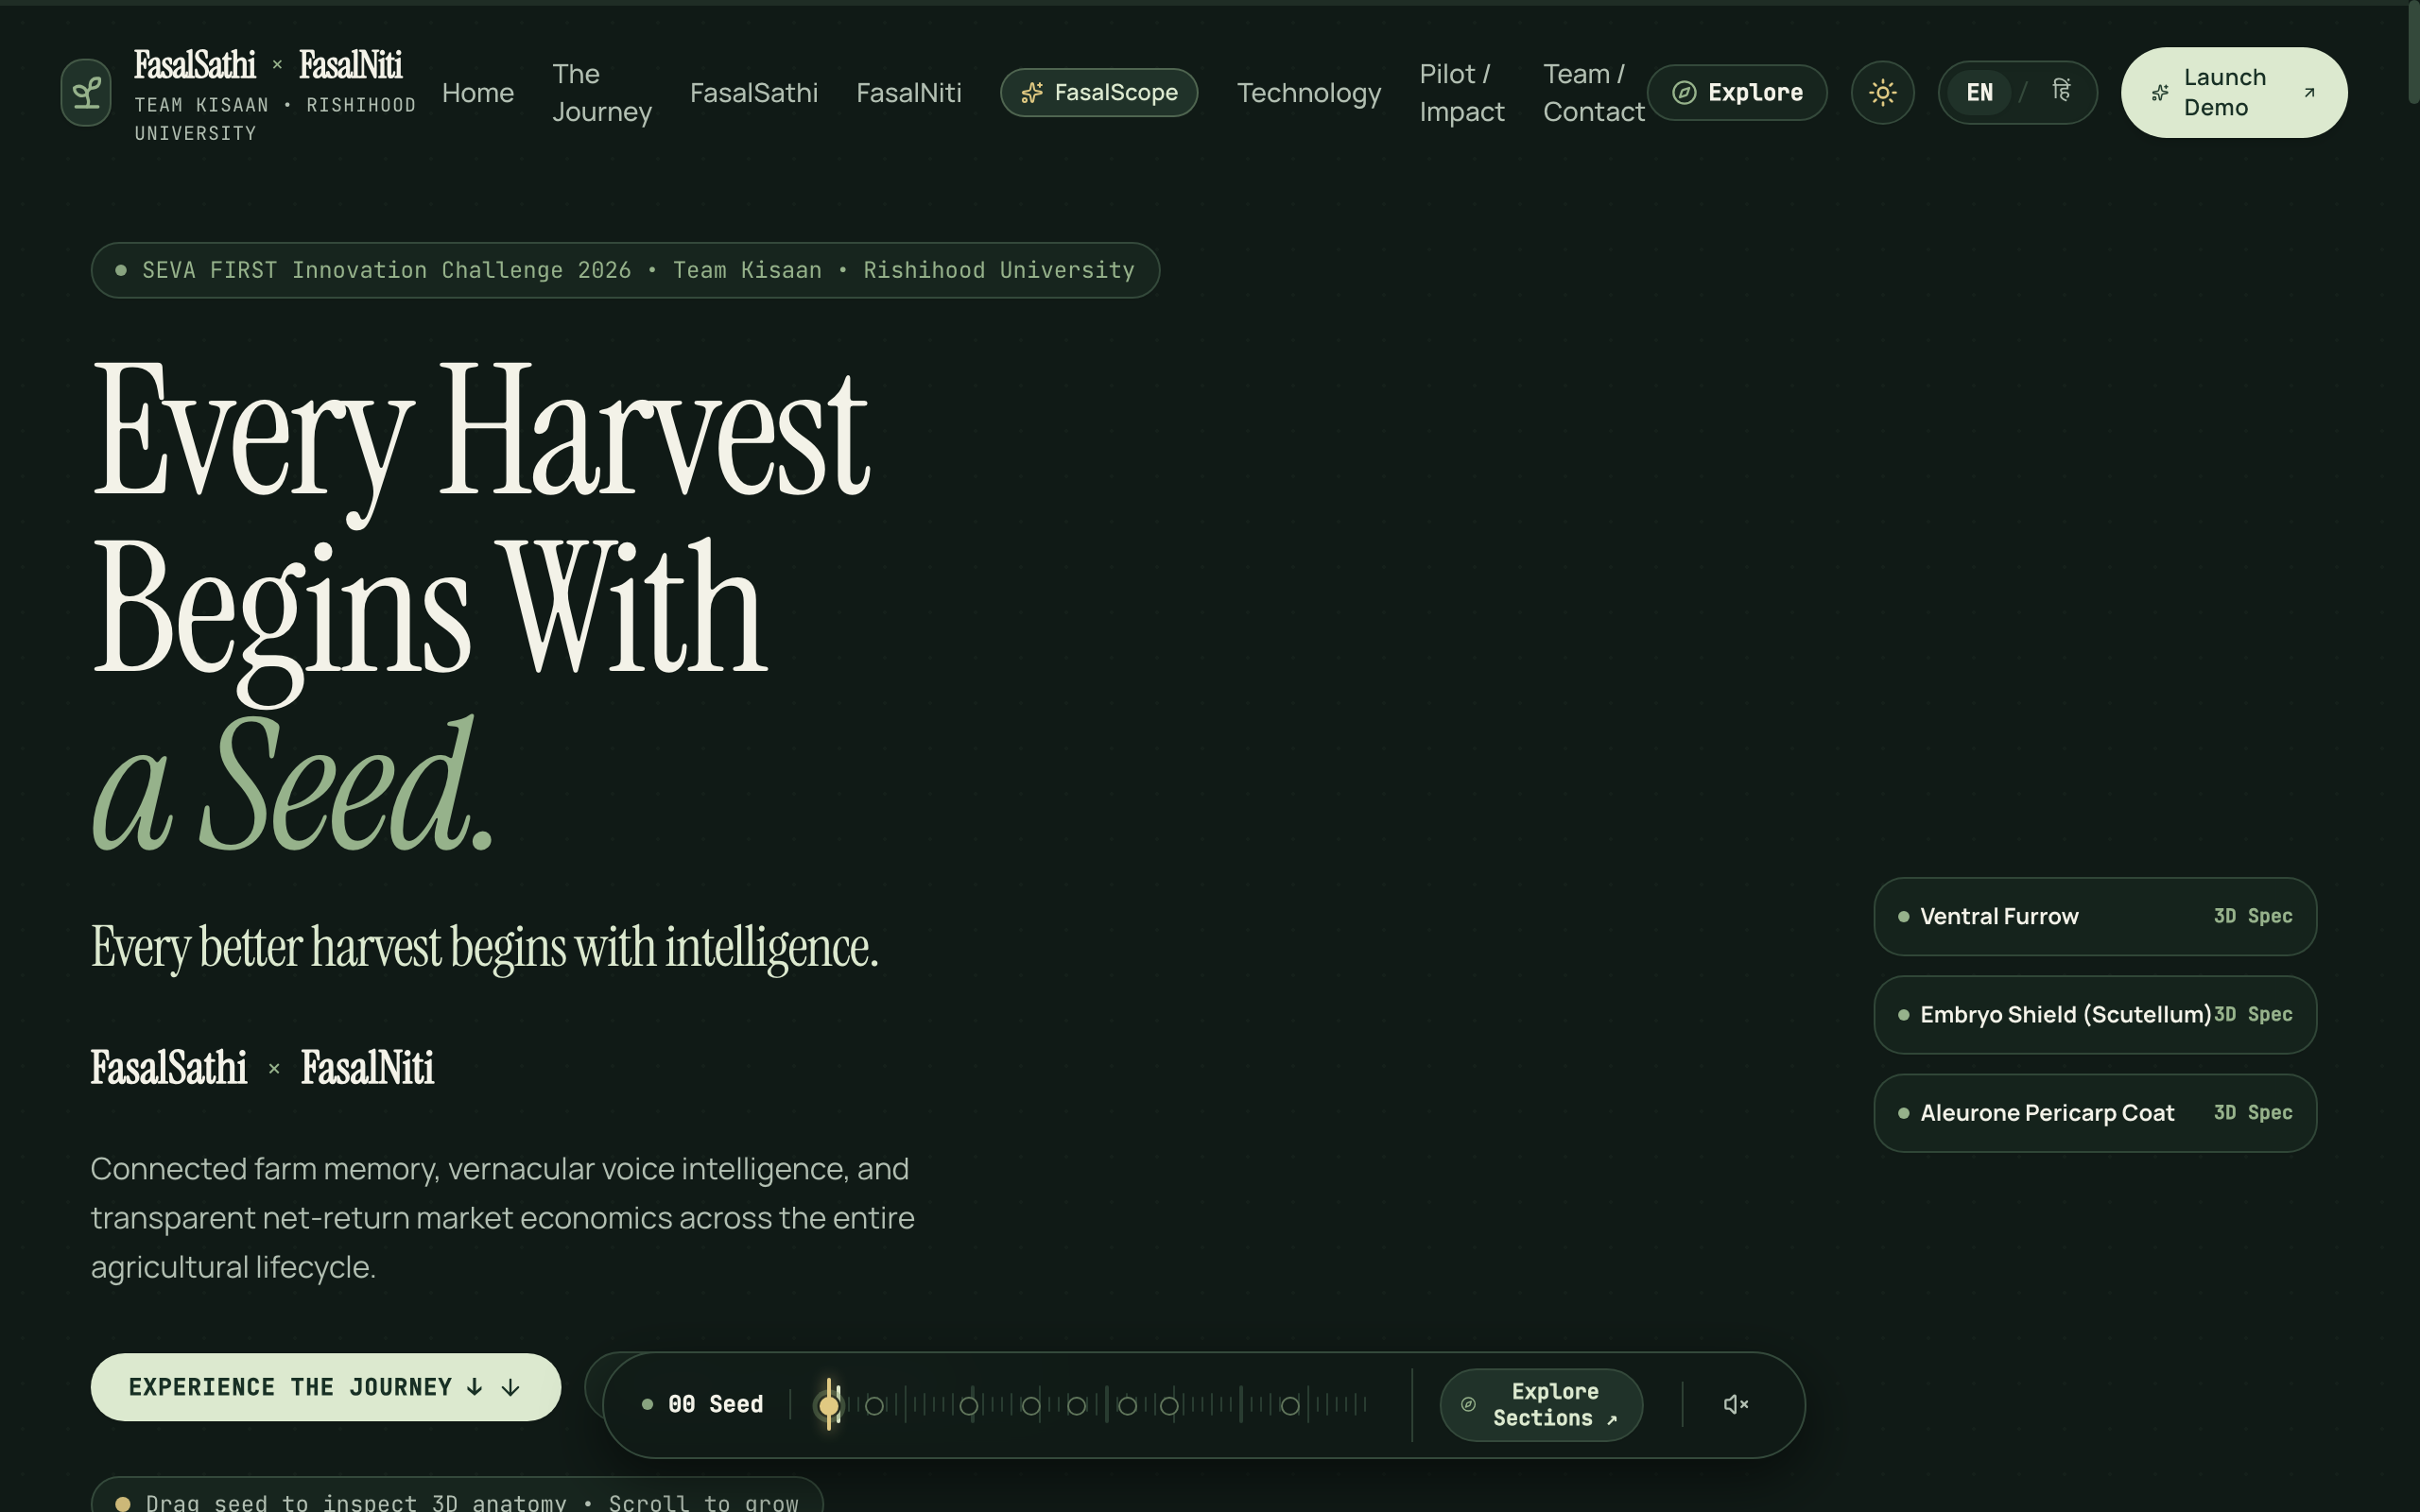 FasalSathi × FasalNiti
TEAM KISAAN • RISHIHOOD
UNIVERSITY
Home
The
Journey
FasalSathi
FasalNiti
FasalScope
Technology
Pilot /
Impact
Team /
Contact
Explore
EN / हिं
Launch
Demo ↗
SEVA FIRST Innovation Challenge 2026 • Team Kisaan • Rishihood University
Every Harvest
Begins With
a Seed.
Every better harvest begins with intelligence.
FasalSathi × FasalNiti
Connected farm memory, vernacular voice intelligence, and
transparent net-return market economics across the entire
agricultural lifecycle.
Ventral Furrow 3D Spec
Embryo Shield (Scutellum) 3D Spec
Aleurone Pericarp Coat 3D Spec
EXPERIENCE THE JOURNEY ↓ ↓
00 Seed
Explore
Sections ↗
Drag seed to inspect 3D anatomy • Scroll to grow